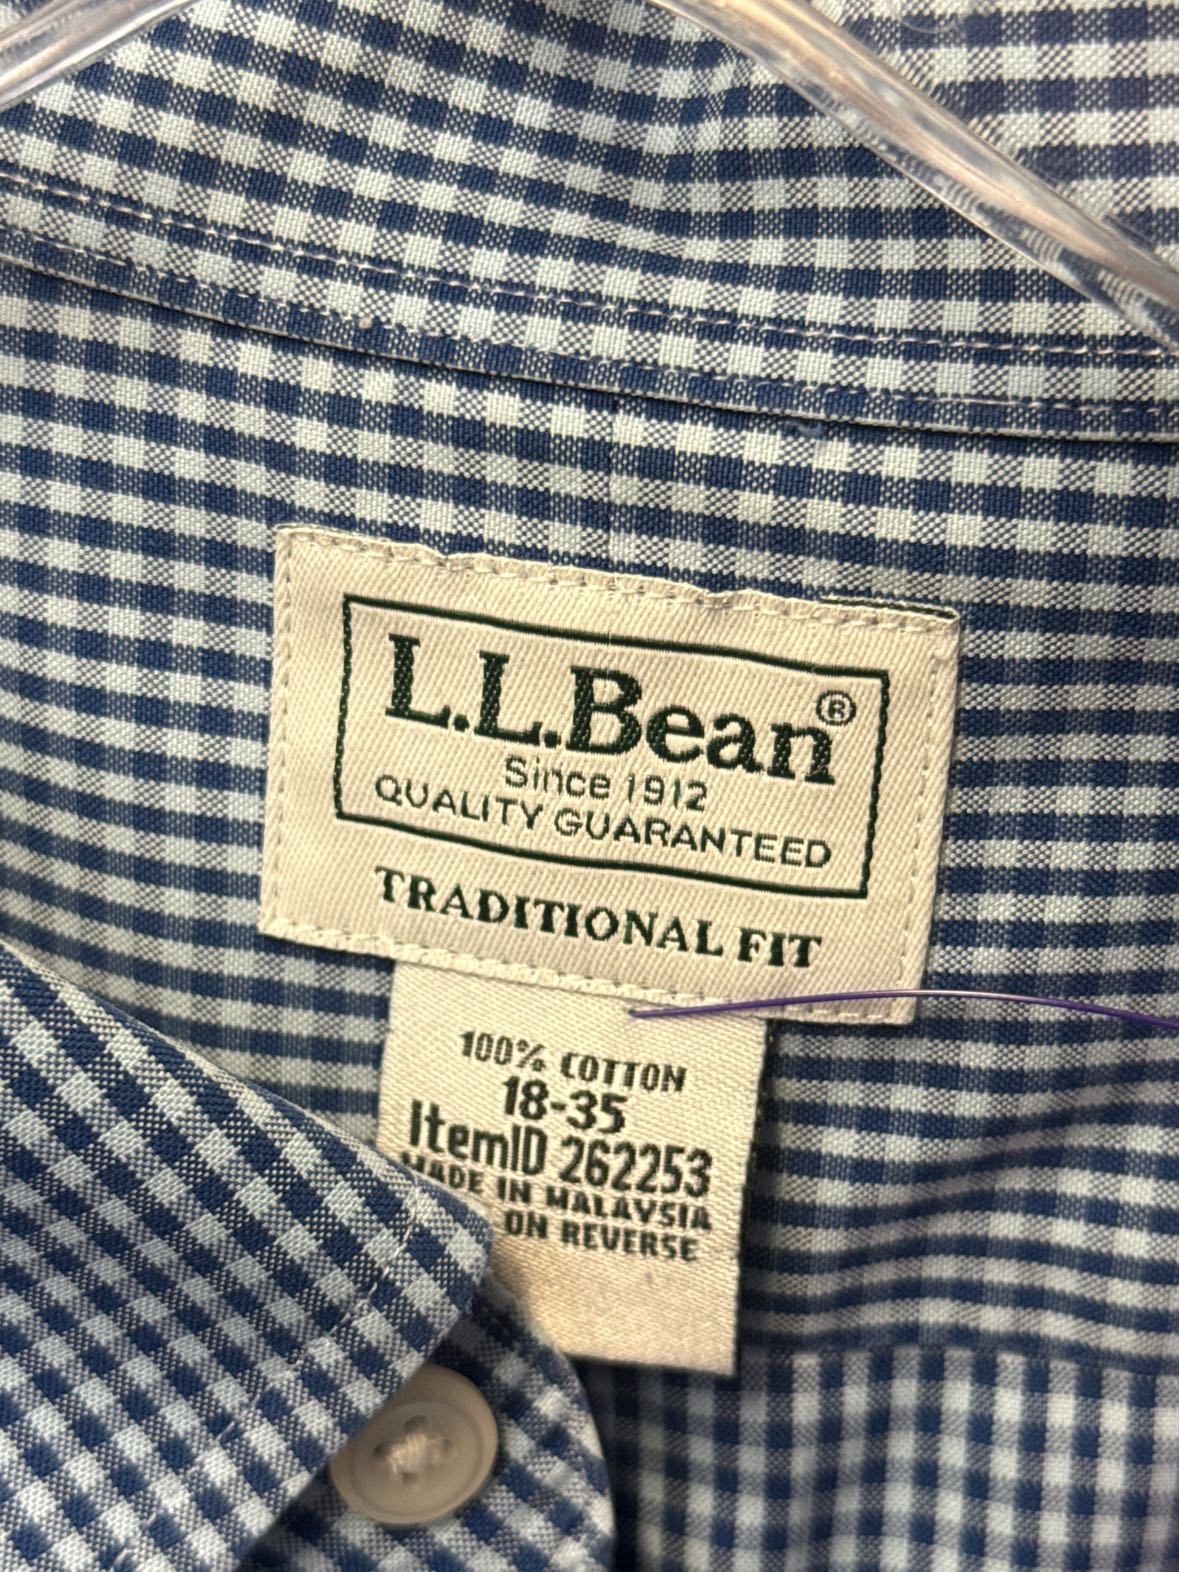 L.L.Bean®
Since 1912
QUALITY GUARANTEED
TRADITIONAL FIT
100% COTTON
18-35
ItemID 262253
MADE IN MALAYSIA
ON REVERSE